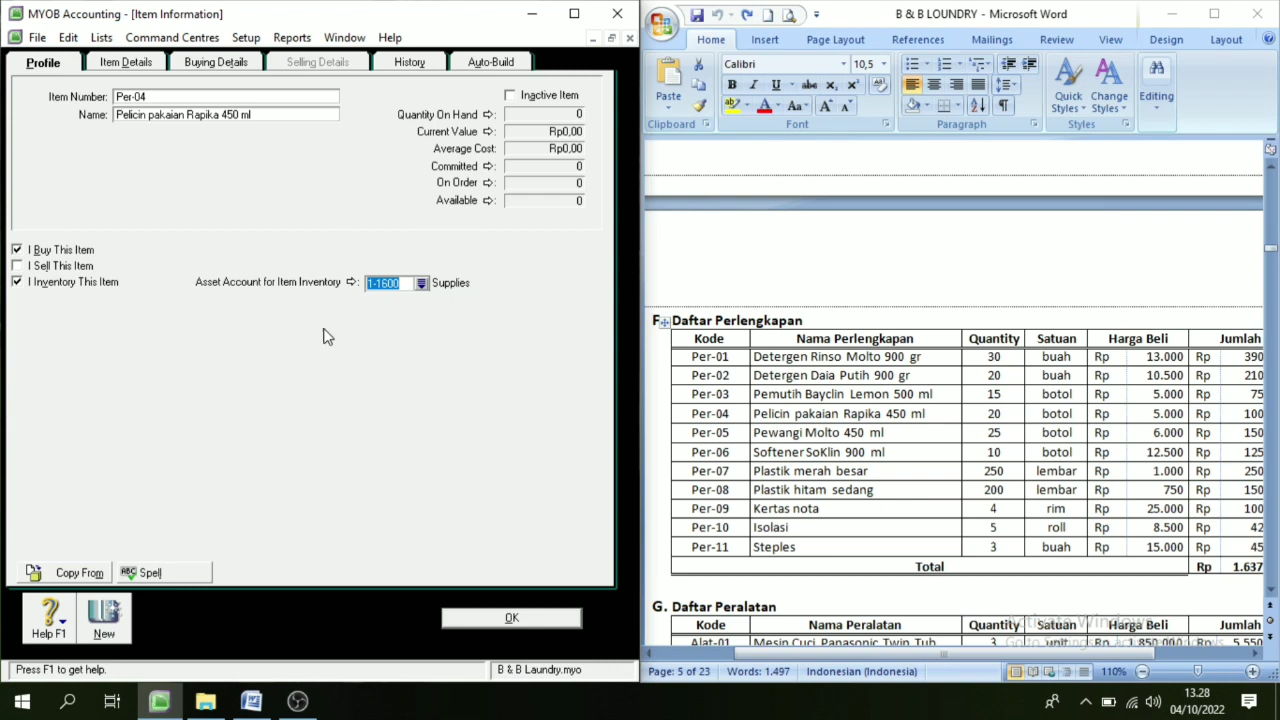 MYOB Accounting - [Item Information]
File Edit Lists Command Centres Setup Reports Window Help
Profile Item Details Buying Details Selling Details History Auto-Build
Item Number: Per-04
Name: Pelicin pakaian Rapika 450 ml
Inactive Item
Quantity On Hand 0
Current Value Rp0,00
Average Cost: Rp0,00
Committed 0
On Order 0
Available 0
I Buy This Item
I Sell This Item
I Inventory This Item
Asset Account for Item Inventory 1-1600 Supplies
Copy From
ABC Spell
Help F1
New
OK
Press F1 to get help.
B & B Laundry.myo
B & B LOUNDRY - Microsoft Word
Home Insert Page Layout References Mailings Review View Design Layout
Calibri 10,5
Paste
Quick Styles
Change Styles
Editing
Clipboard Font Paragraph Styles
Daftar Perlengkapan
Kode Nama Perlengkapan Quantity Satuan Harga Beli Jumlah
Per-01 Detergen Rinso Molto 900 gr 30 buah Rp 13.000 Rp 390
Per-02 Detergen Daia Putih 900 gr 20 buah Rp 10.500 Rp 210
Per-03 Pemutih Bayclin Lemon 500 ml 15 botol Rp 5.000 Rp 75
Per-04 Pelicin pakaian Rapika 450 ml 20 botol Rp 5.000 Rp 100
Per-05 Pewangi Molto 450 ml 25 botol Rp 6.000 Rp 150
Per-06 Softener SoKlin 900 ml 10 botol Rp 12.500 Rp 125
Per-07 Plastik merah besar 250 lembar Rp 1.000 Rp 250
Per-08 Plastik hitam sedang 200 lembar Rp 750 Rp 150
Per-09 Kertas nota 4 rim Rp 25.000 Rp 100
Per-10 Isolasi 5 roll Rp 8.500 Rp 42
Per-11 Steples 3 buah Rp 15.000 Rp 45
Total Rp 1.637
G. Daftar Peralatan
Kode Nama Peralatan Quantity Satuan Harga Beli Jumlah
Alat-01 Mesin Cuci Panasonic Twin Tub 3 unit Rp 5.550
Activate Windows
Page: 5 of 23 Words: 1.497 Indonesian (Indonesia) 110%
13.28
04/10/2022